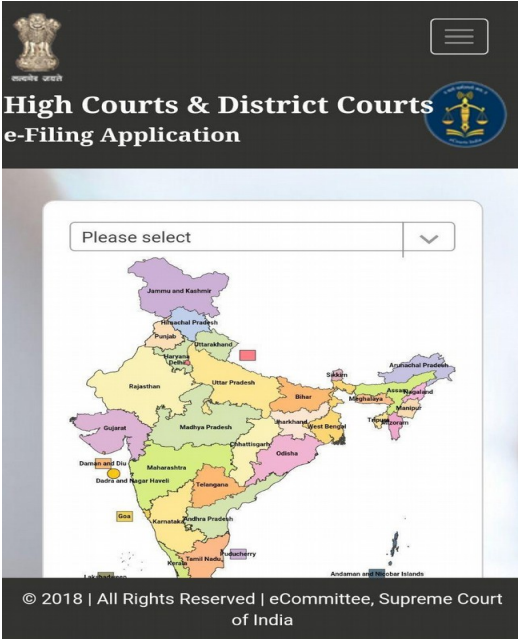 सत्यमेव जयते
High Courts & District Courts
e-Filing Application
Please select
Jammu and Kashmir
Himachal Pradesh
Punjab
Uttarakhand
Haryana
Delhi
Arunachal Pradesh
Sikkim
Rajasthan
Uttar Pradesh
Assam
Nagaland
Bihar
Meghalaya
Manipur
Gujarat
Madhya Pradesh
Jharkhand
West Bengal
Tripura
Mizoram
Chhattisgarh
Odisha
Daman and Diu
Maharashtra
Dadra and Nagar Haveli
Telangana
Goa
Karnataka
Andhra Pradesh
Puducherry
Tamil Nadu
Kerala
Lakshadweep
Andaman and Nicobar Islands
© 2018 | All Rights Reserved | eCommittee, Supreme Court
of India